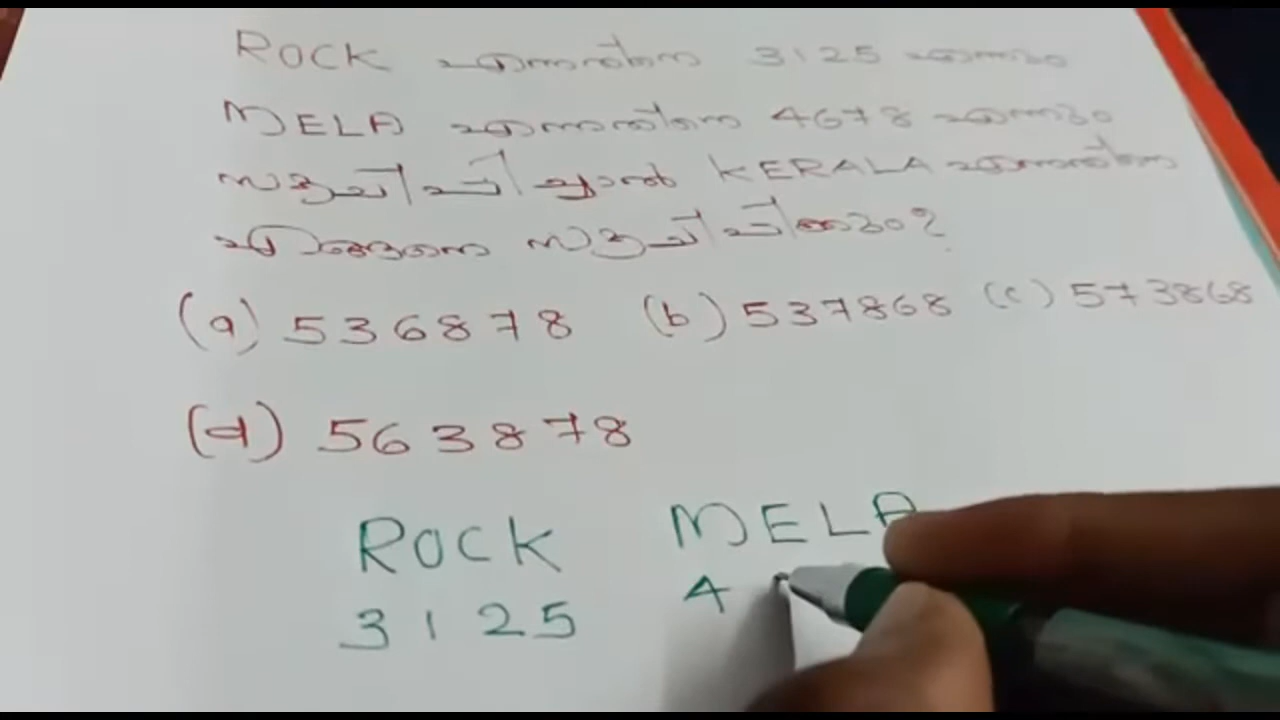 ROCK എന്നതിനെ 3125 എന്നും
MELA എന്നതിനെ 4678 എന്നും
സൂചിപ്പിച്ചാൽ KERALA എന്നതിനെ
എങ്ങനെ സൂചിപ്പിക്കാം?
(a) 536878 (b) 537868 (c) 573868
(d) 563878
ROCK MELA
3125 4